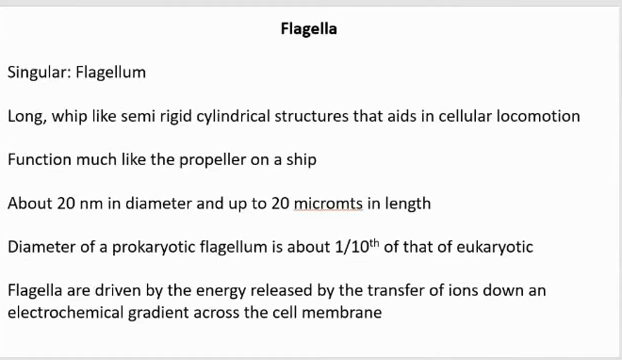 Flagella
Singular: Flagellum
Long, whip like semi rigid cylindrical structures that aids in cellular locomotion
Function much like the propeller on a ship
About 20 nm in diameter and up to 20 micromts in length
Diameter of a prokaryotic flagellum is about 1/10th of that of eukaryotic
Flagella are driven by the energy released by the transfer of ions down an
electrochemical gradient across the cell membrane